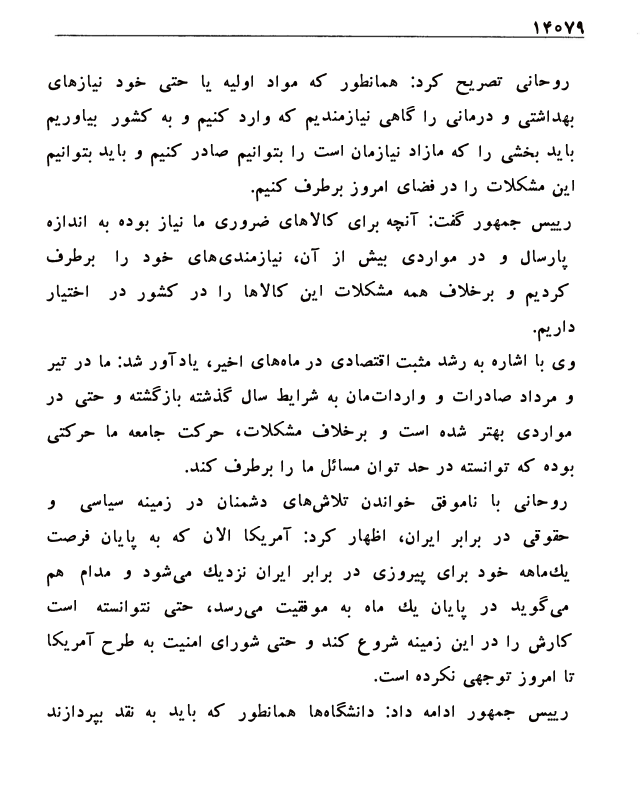 ۱۴۰۷۹
روحانی تصریح کرد: همانطور که مواد اولیه یا حتی خود نیازهای
بهداشتی و درمانی را گاهی نیازمندیم که وارد کنیم و به کشور بیاوریم
باید بخشی را که مازاد نیازمان است را بتوانیم صادر کنیم و باید بتوانیم
این مشکلات را در فضای امروز برطرف کنیم.
رییس جمهور گفت: آنچه برای کالاهای ضروری ما نیاز بوده به اندازه
پارسال و در مواردی بیش از آن، نیازمندی‌های خود را برطرف
کردیم و برخلاف همه مشکلات این کالاها را در کشور در اختیار
داریم.
وی با اشاره به رشد مثبت اقتصادی در ماه‌های اخیر، یادآور شد: ما در تیر
و مرداد صادرات و واردات‌مان به شرایط سال گذشته بازگشته و حتی در
مواردی بهتر شده است و برخلاف مشکلات، حرکت جامعه ما حرکتی
بوده که توانسته در حد توان مسائل ما را برطرف کند.
روحانی با ناموفق خواندن تلاش‌های دشمنان در زمینه سیاسی و
حقوقی در برابر ایران، اظهار کرد: آمریکا الان که به پایان فرصت
یك‌ماهه خود برای پیروزی در برابر ایران نزدیك می‌شود و مدام هم
می‌گوید در پایان یك ماه به موفقیت می‌رسد، حتی نتوانسته است
کارش را در این زمینه شروع کند و حتی شورای امنیت به طرح آمریکا
تا امروز توجهی نکرده است.
رییس جمهور ادامه داد: دانشگاه‌ها همانطور که باید به نقد بپردازند